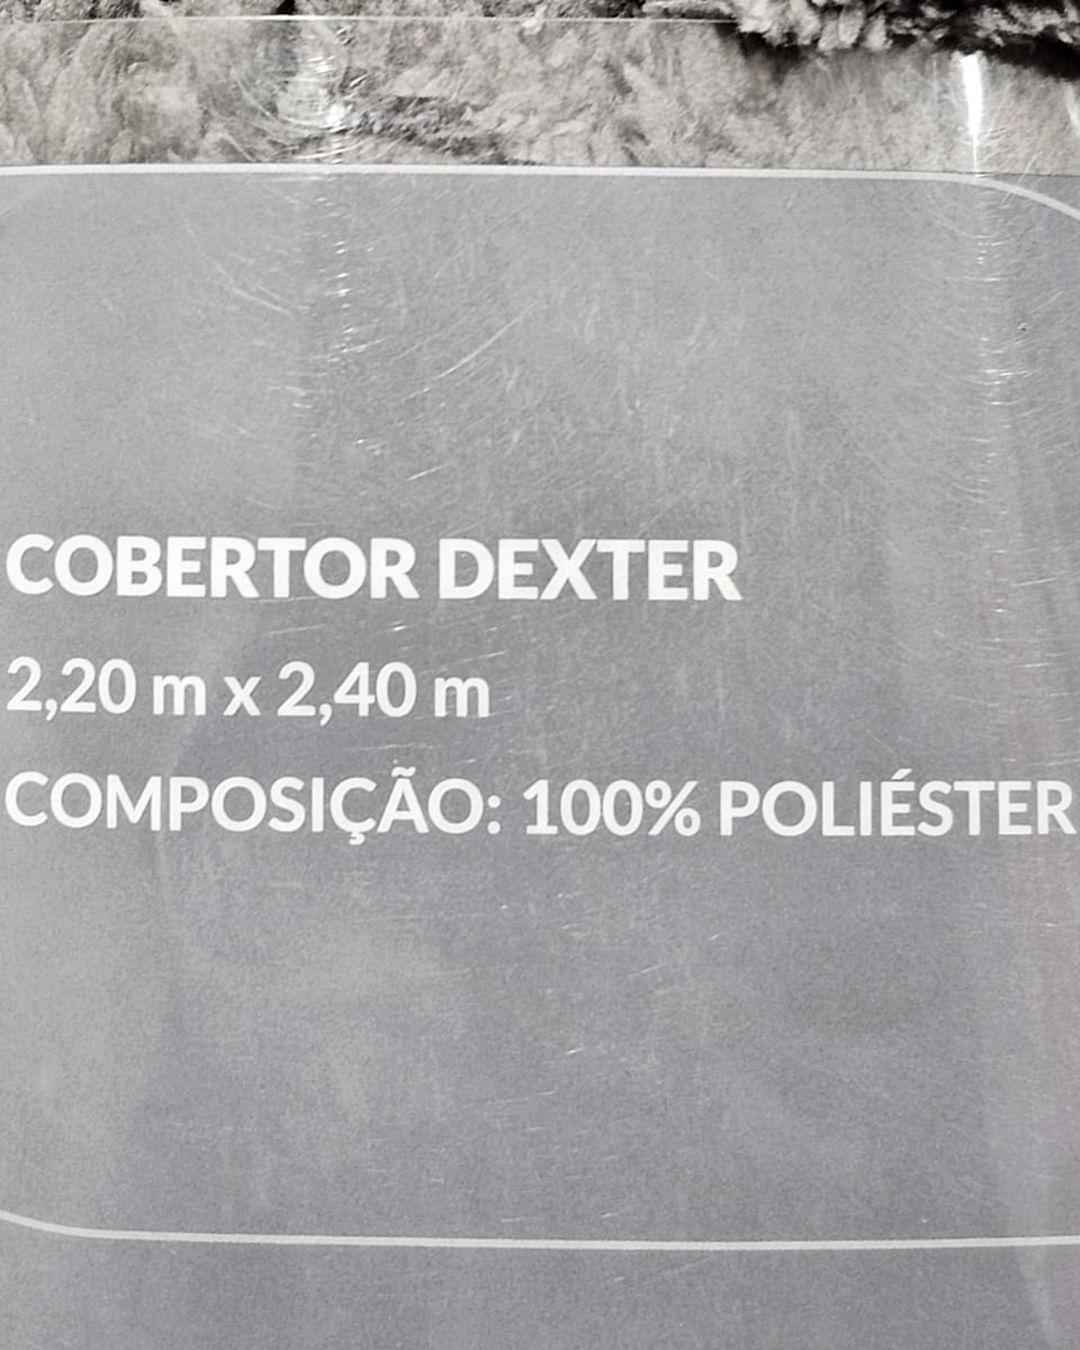 COBERTOR DEXTER
2,20 m x 2,40 m
COMPOSIÇÃO: 100% POLIÉSTER